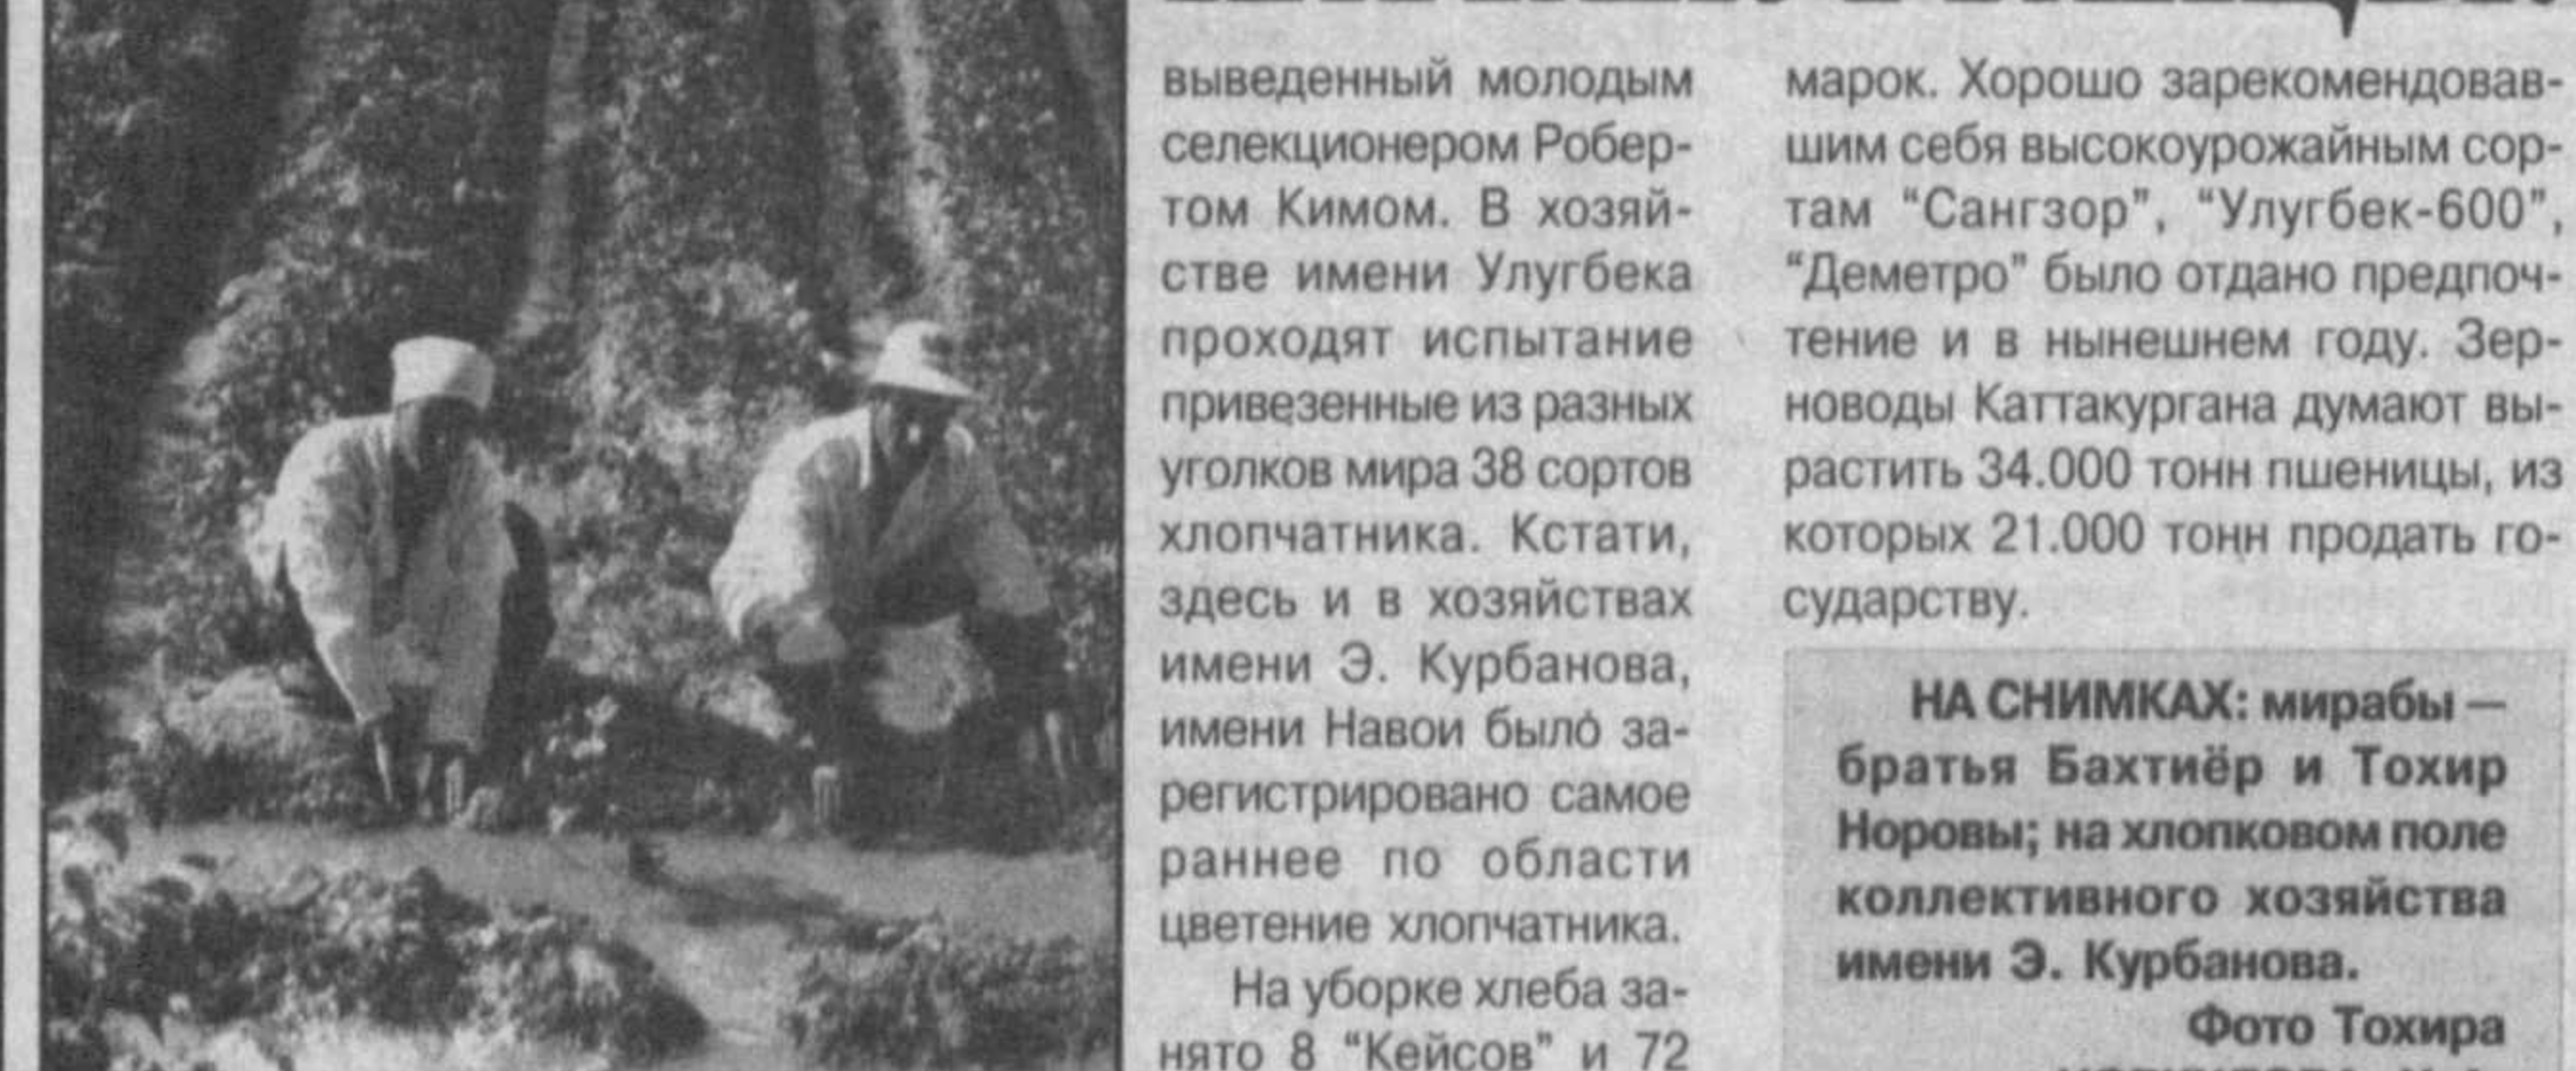 выведенный молодым
селекционером Робер-
том Кимом. В хозяй-
стве имени Улугбека
проходят испытание
привезенные из разных
уголков мира 38 сортов
хлопчатника. Кстати,
здесь и в хозяйствах
имени Э. Курбанова,
имени Навои было за-
регистрировано самое
раннее по области
цветение хлопчатника.
На уборке хлеба за-
нято 8 “Кейсов” и 72
марок. Хорошо зарекомендовав-
шим себя высокоурожайным сор-
там “Сангзор”, “Улугбек-600”,
“Деметро” было отдано предпоч-
тение и в нынешнем году. Зер-
новоды Каттакургана думают вы-
растить 34.000 тонн пшеницы, из
которых 21.000 тонн продать го-
сударству.
НА СНИМКАХ: мирабы —
братья Бахтиёр и Тохир
Норовы; на хлопковом поле
коллективного хозяйства
имени Э. Курбанова.
Фото Тохира